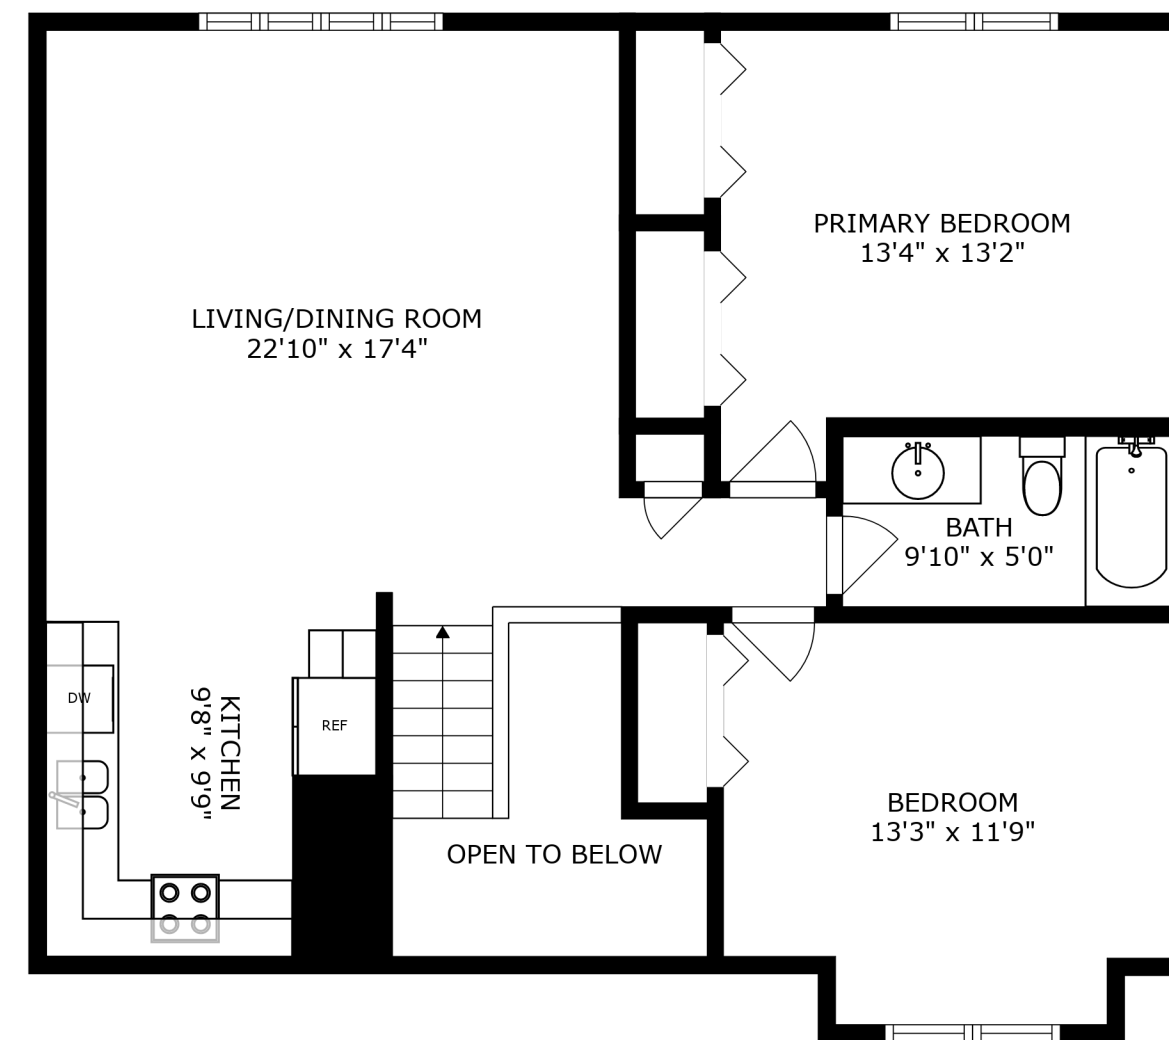 PRIMARY BEDROOM
13'4" x 13'2"
LIVING/DINING ROOM
22'10" x 17'4"
BATH
9'10" x 5'0"
DW
REF
KITCHEN
9'8" x 9'9"
BEDROOM
13'3" x 11'9"
OPEN TO BELOW